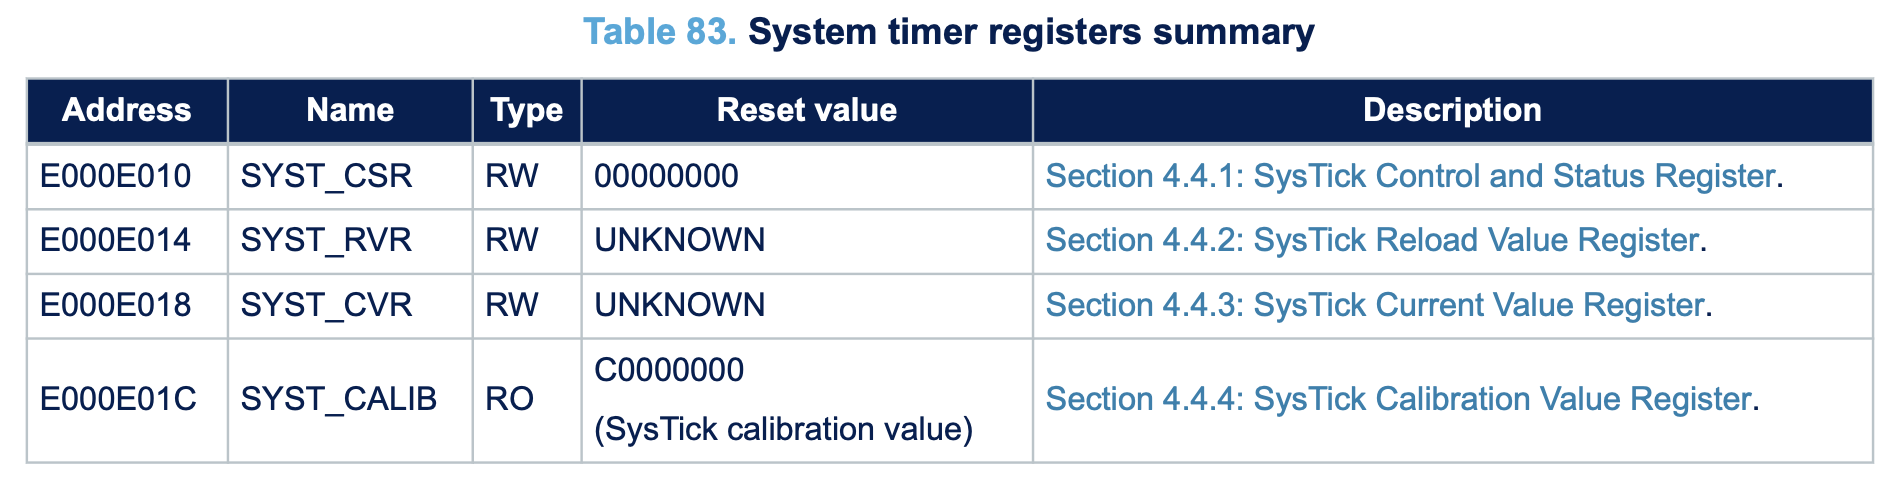 Table 83. System timer registers summary
Address Name Type Reset value Description
E000E010 SYST_CSR RW 00000000 Section 4.4.1: SysTick Control and Status Register.
E000E014 SYST_RVR RW UNKNOWN Section 4.4.2: SysTick Reload Value Register.
E000E018 SYST_CVR RW UNKNOWN Section 4.4.3: SysTick Current Value Register.
E000E01C SYST_CALIB RO C0000000
(SysTick calibration value) Section 4.4.4: SysTick Calibration Value Register.